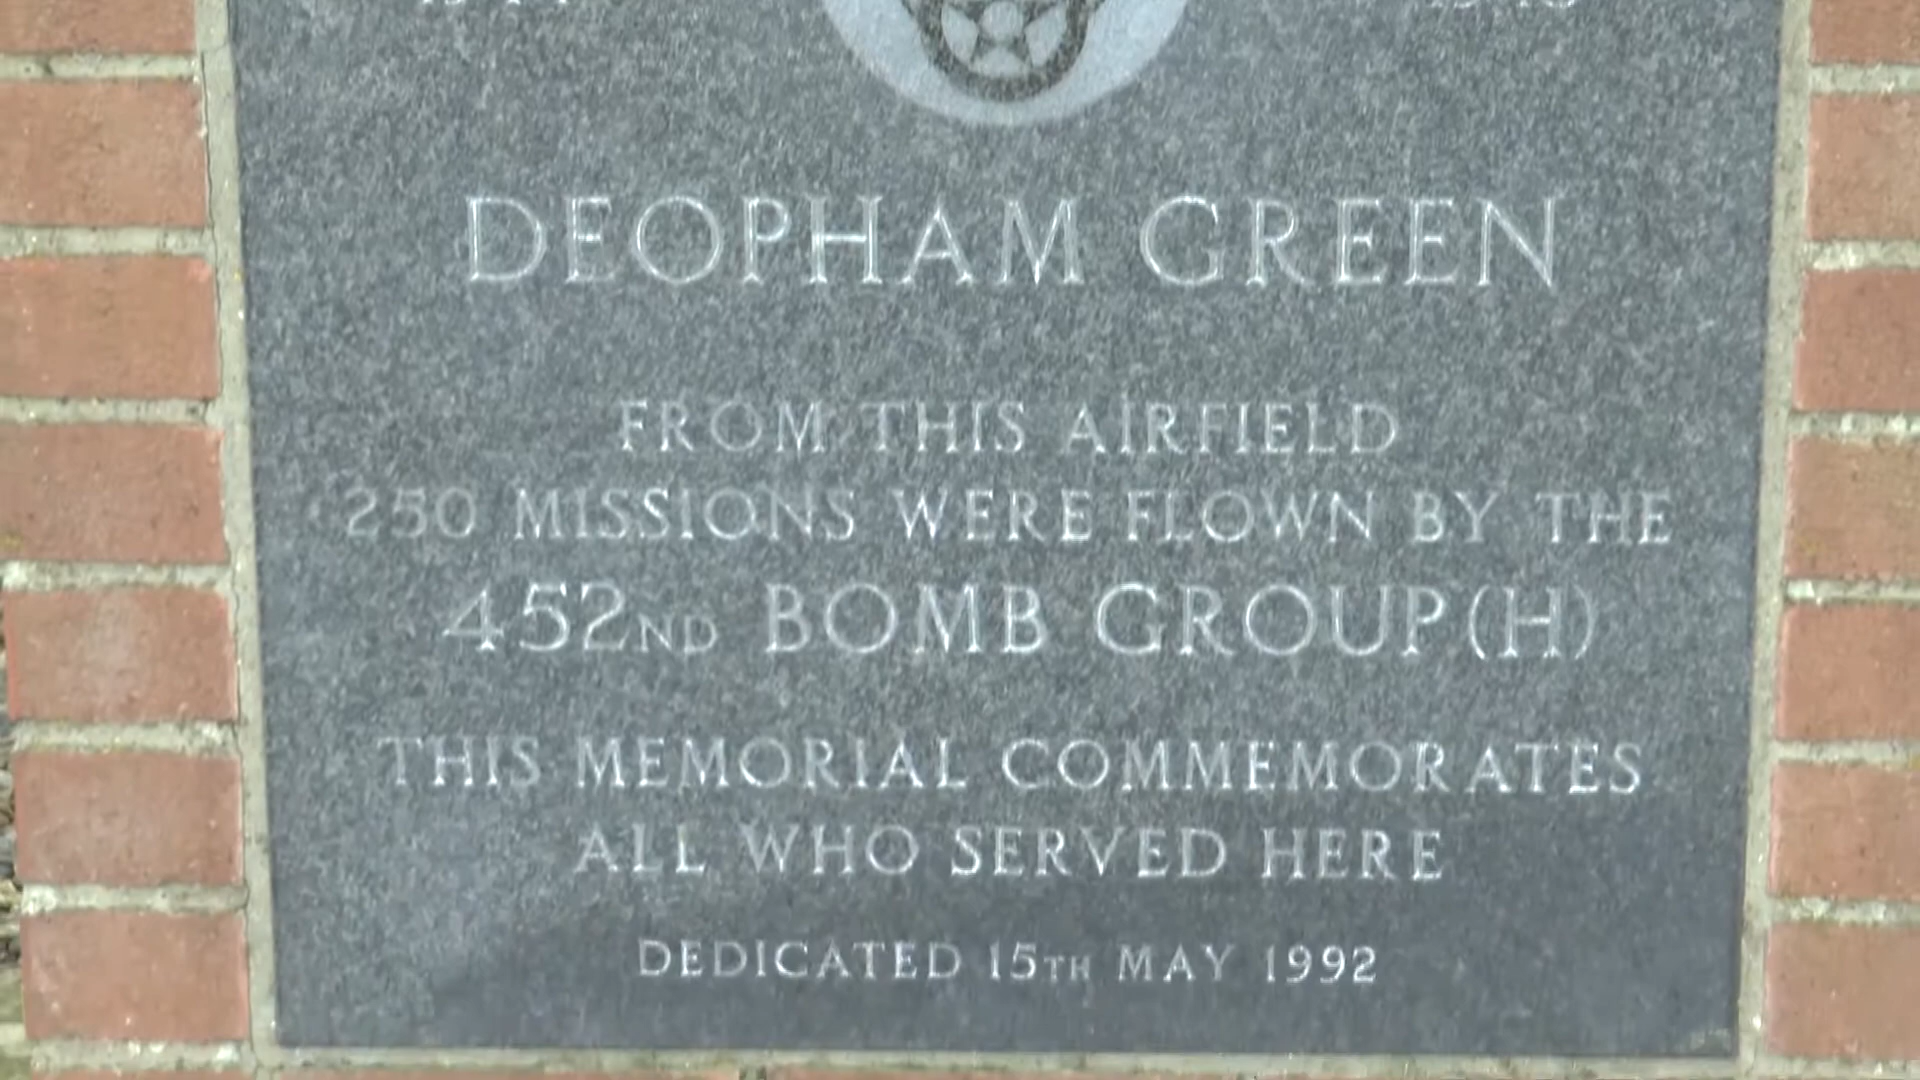 DEOPHAM GREEN
FROM THIS AIRFIELD
250 MISSIONS WERE FLOWN BY THE
452ND BOMB GROUP(H)
THIS MEMORIAL COMMEMORATES
ALL WHO SERVED HERE
DEDICATED 15TH MAY 1992